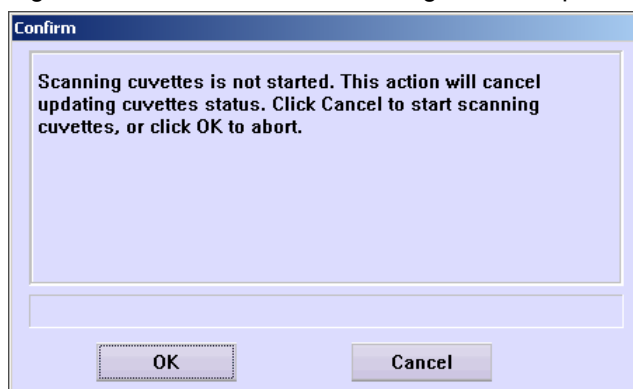 Confirm
Scanning cuvettes is not started. This action will cancel
updating cuvettes status. Click Cancel to start scanning
cuvettes, or click OK to abort.
OK
Cancel